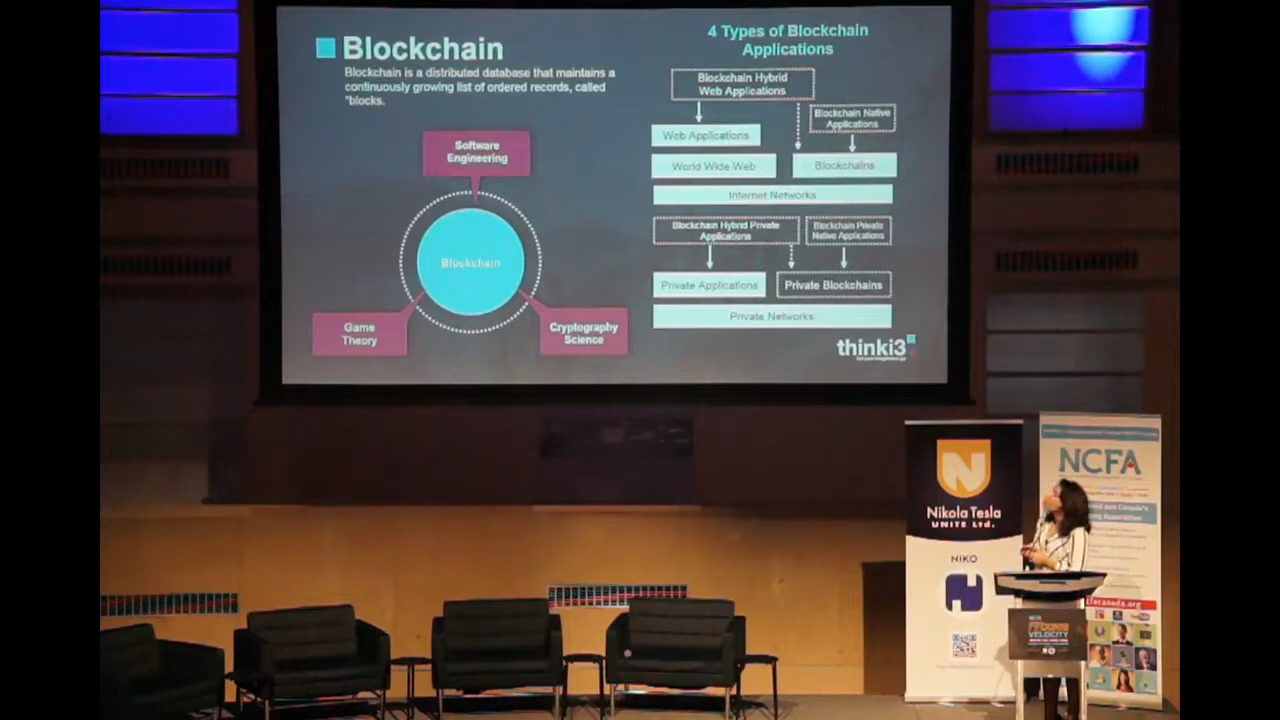 Blockchain
Blockchain is a distributed database that maintains a
continuously growing list of ordered records, called
"blocks.
Software
Engineering
Blockchain
Game
Theory
Cryptography
Science
4 Types of Blockchain
Applications
Blockchain Hybrid
Web Applications
Blockchain Native
Applications
Web Applications
World Wide Web
Blockchains
Internet Networks
Blockchain Hybrid Private
Applications
Blockchain Private
Native Applications
Private Applications
Private Blockchains
Private Networks
thinki3
N
Nikola Tesla
UNITE Ltd.
NIKO
NCFA
VELOCITY